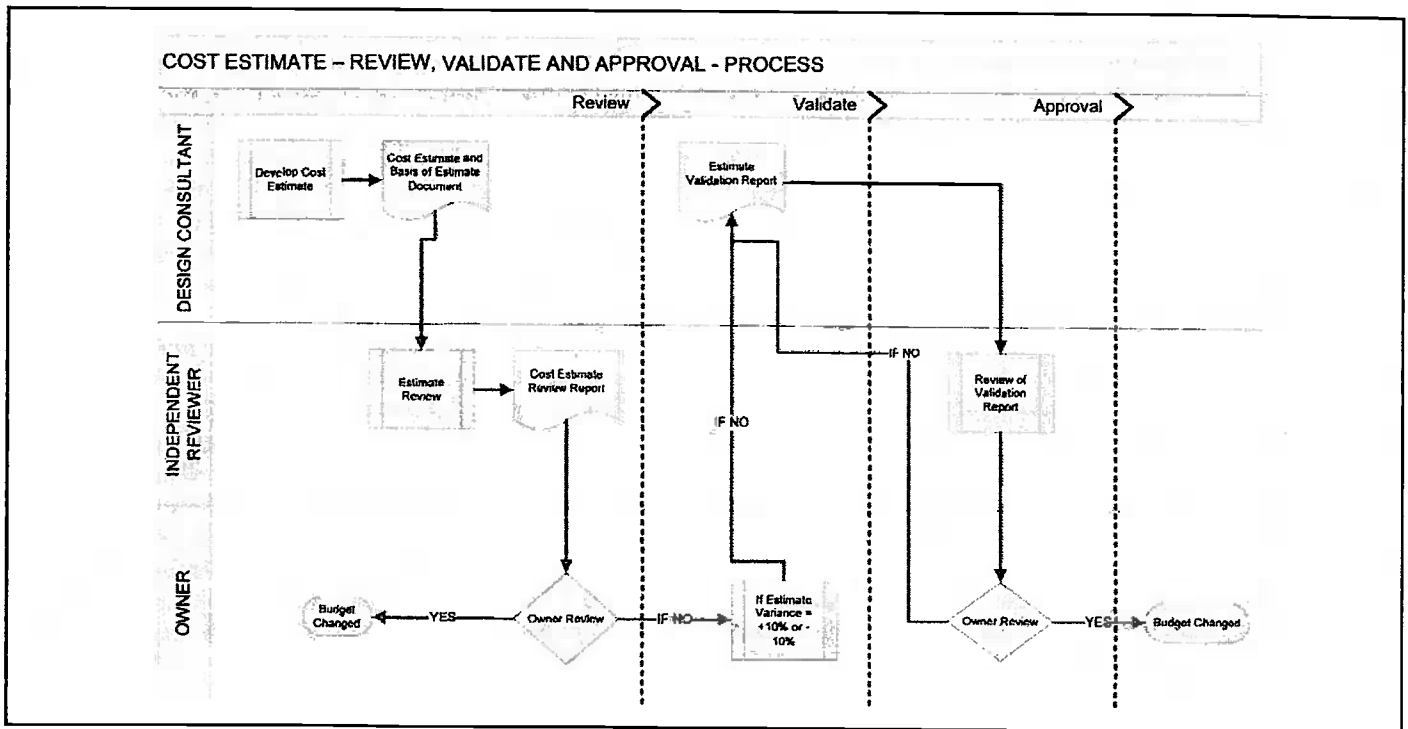 COST ESTIMATE – REVIEW, VALIDATE AND APPROVAL - PROCESS
Review
Validate
Approval
DESIGN CONSULTANT
Develop Cost
Estimate
Cost Estimate and
Basis of Estimate
Document
Estimate
Validation Report
INDEPENDENT
REVIEWER
Estimate
Review
Cost Estimate
Review Report
IF NO
IF NO
Review of
Validation
Report
OWNER
Budget
Changed
YES
Owner Review
IF NO
If Estimate
Variance =
+10% or -
10%
Owner Review
YES
Budget Changed